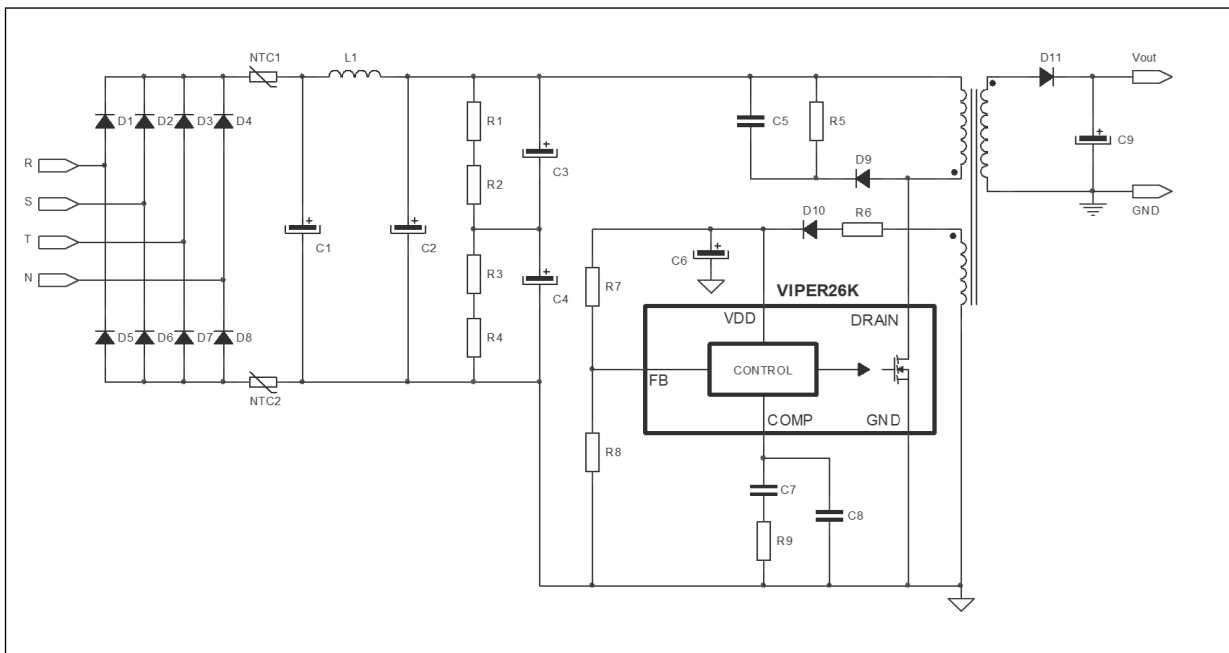 NTC1
L1
D11
Vout
D1
D2
D3
D4
R1
C5
R5
C9
R
C3
D9
R2
S
GND
D10
R6
T
C1
C2
C6
R3
C4
R7
N
VIPER26K
VDD
DRAIN
D5
D6
D7
D8
R4
CONTROL
FB
NTC2
COMP
GND
R8
C7
C8
R9